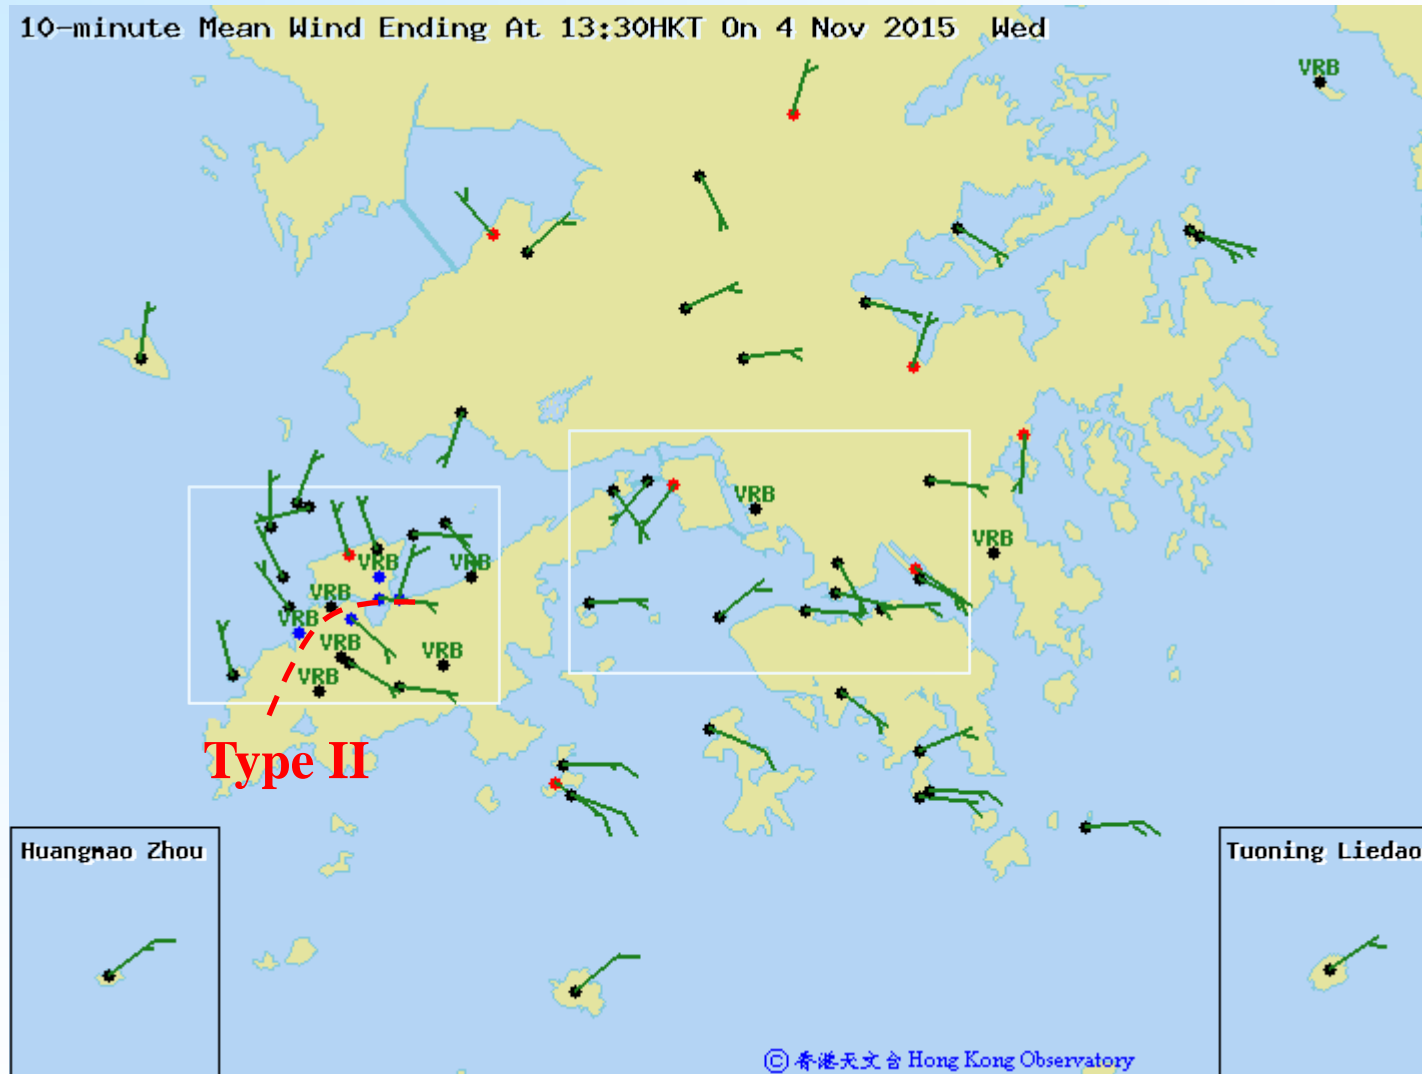 10-minute Mean Wind Ending At 13:30HKT On 4 Nov 2015 Wed
VRB
VRB
VRB
VRB
VRB
VRB
VRB
VRB
VRB
VRB
Type II
Huangmao Zhou
Tuoning Liedao
© 香港天文台 Hong Kong Observatory